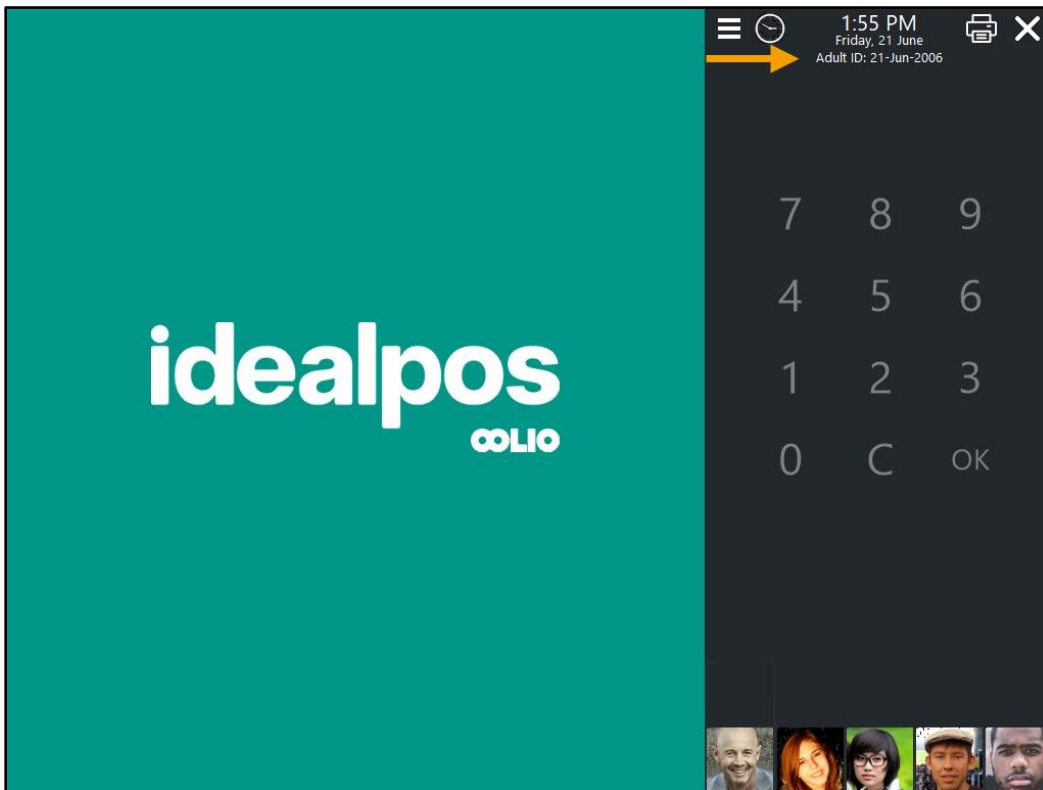 idealpos
OOLIO
1:55 PM
Friday, 21 June
Adult ID: 21-Jun-2006
7 8 9
4 5 6
1 2 3
0 C OK